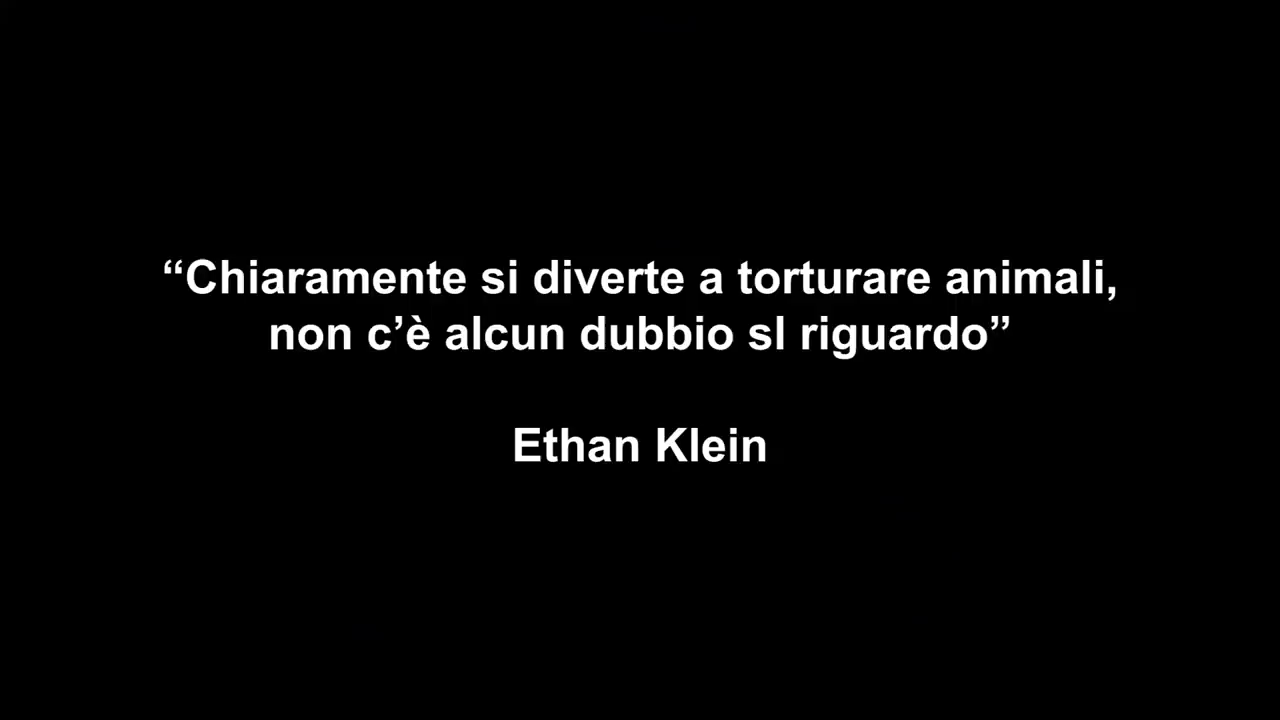 “Chiaramente si diverte a torturare animali,
non c’è alcun dubbio sl riguardo”
Ethan Klein